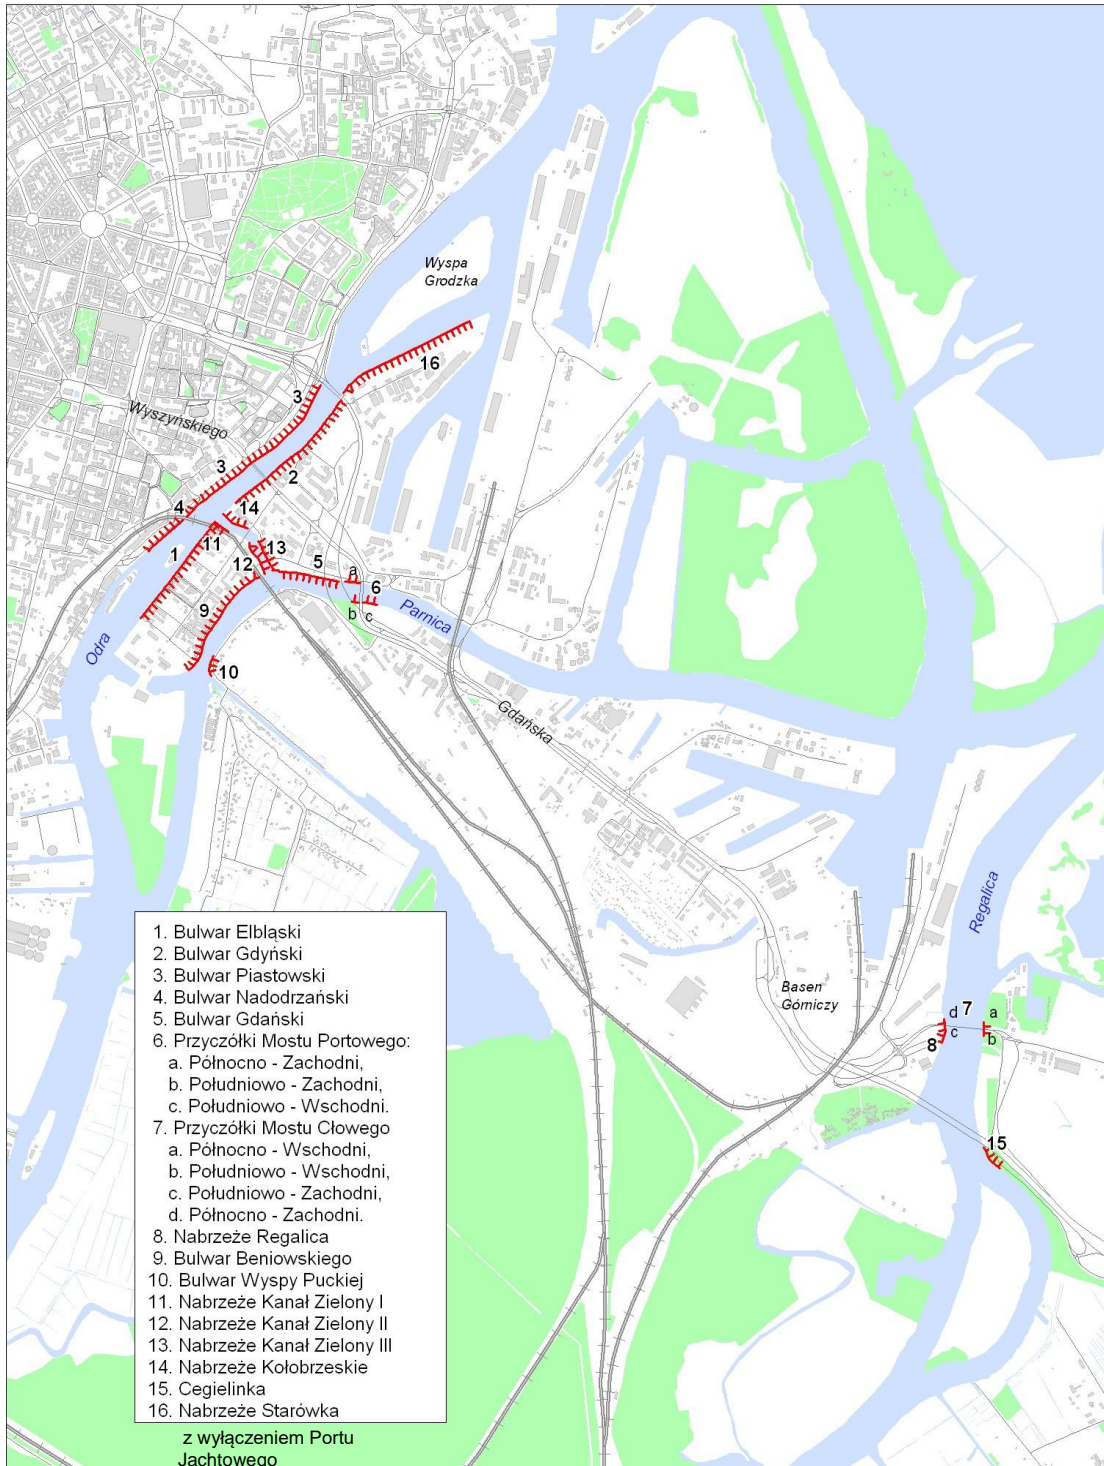 Wyspa
Grodzka
16
3
Wyszyńskiego
3
2
4
14
11
1
13
5
12
a
6
b
c
Parnica
9
Odra
10
Gdańska
Regalica
Basen
Górniczy
d
7
a
c
b
8
15
1. Bulwar Elbląski
2. Bulwar Gdyński
3. Bulwar Piastowski
4. Bulwar Nadodrzański
5. Bulwar Gdański
6. Przyczółki Mostu Portowego:
a. Północno - Zachodni,
b. Południowo - Zachodni,
c. Południowo - Wschodni.
7. Przyczółki Mostu Cłowego
a. Północno - Wschodni,
b. Południowo - Wschodni,
c. Południowo - Zachodni,
d. Północno - Zachodni.
8. Nabrzeże Regalica
9. Bulwar Beniowskiego
10. Bulwar Wyspy Puckiej
11. Nabrzeże Kanał Zielony I
12. Nabrzeże Kanał Zielony II
13. Nabrzeże Kanał Zielony III
14. Nabrzeże Kołobrzeskie
15. Cegielinka
16. Nabrzeże Starówka
z wyłączeniem Portu
Jachtowego